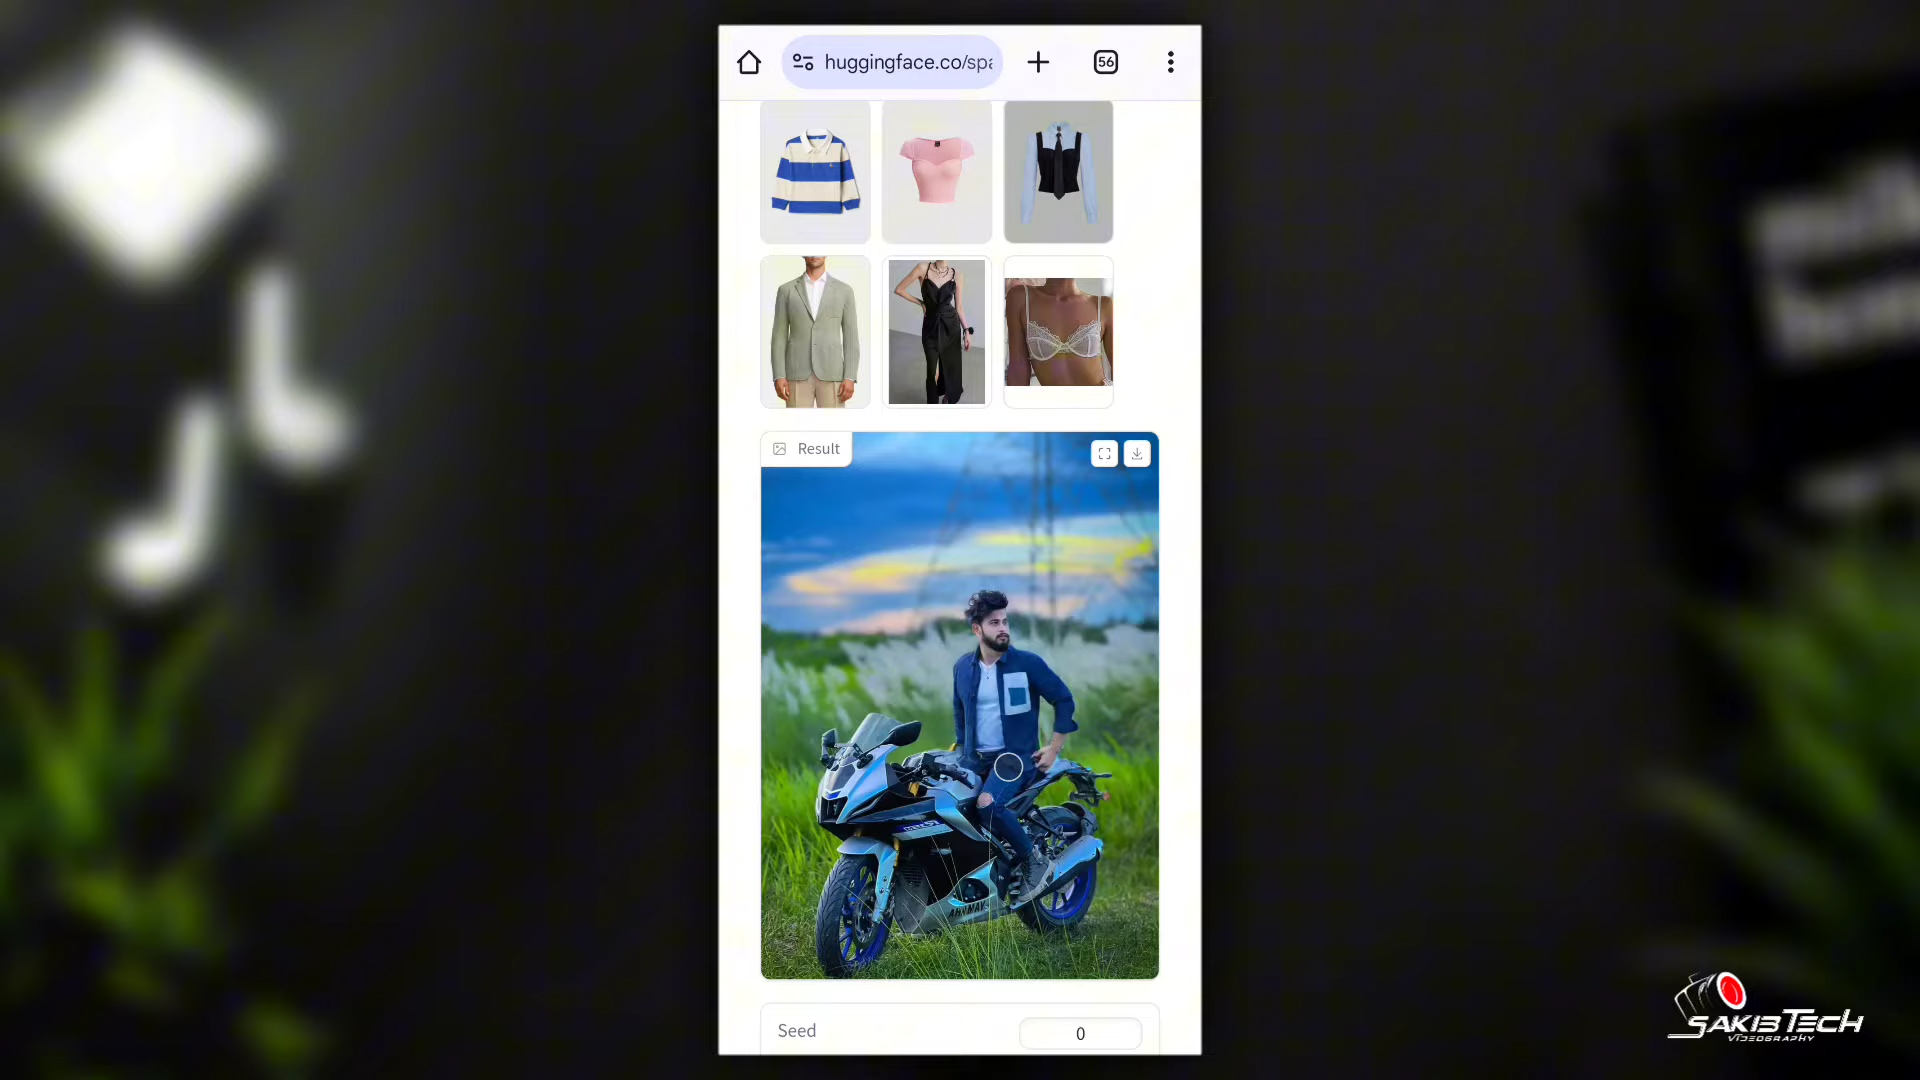 huggingface.co/spa
56
Result
Seed
0
SAKIB TECH
VIDEOGRAPHY